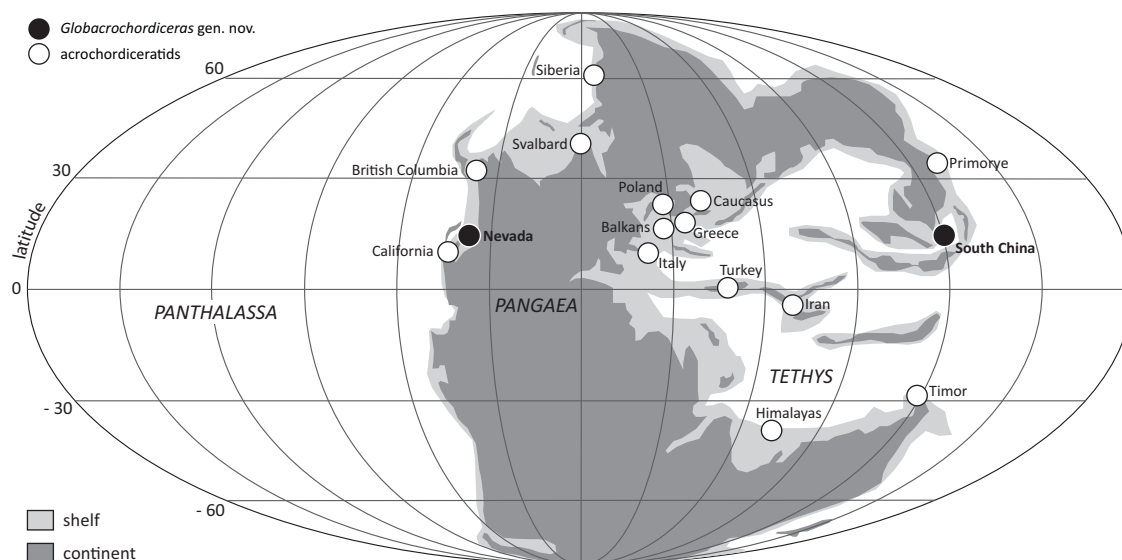 Globacrochordiceras gen. nov.
acrochordiceratids
60
Siberia
Svalbard
British Columbia
30
Primorye
Poland
Caucasus
Balkans
Greece
latitude
Nevada
South China
California
Italy
Turkey
0
PANTHALASSA
PANGAEA
Iran
TETHYS
- 30
Timor
Himalayas
- 60
shelf
continent